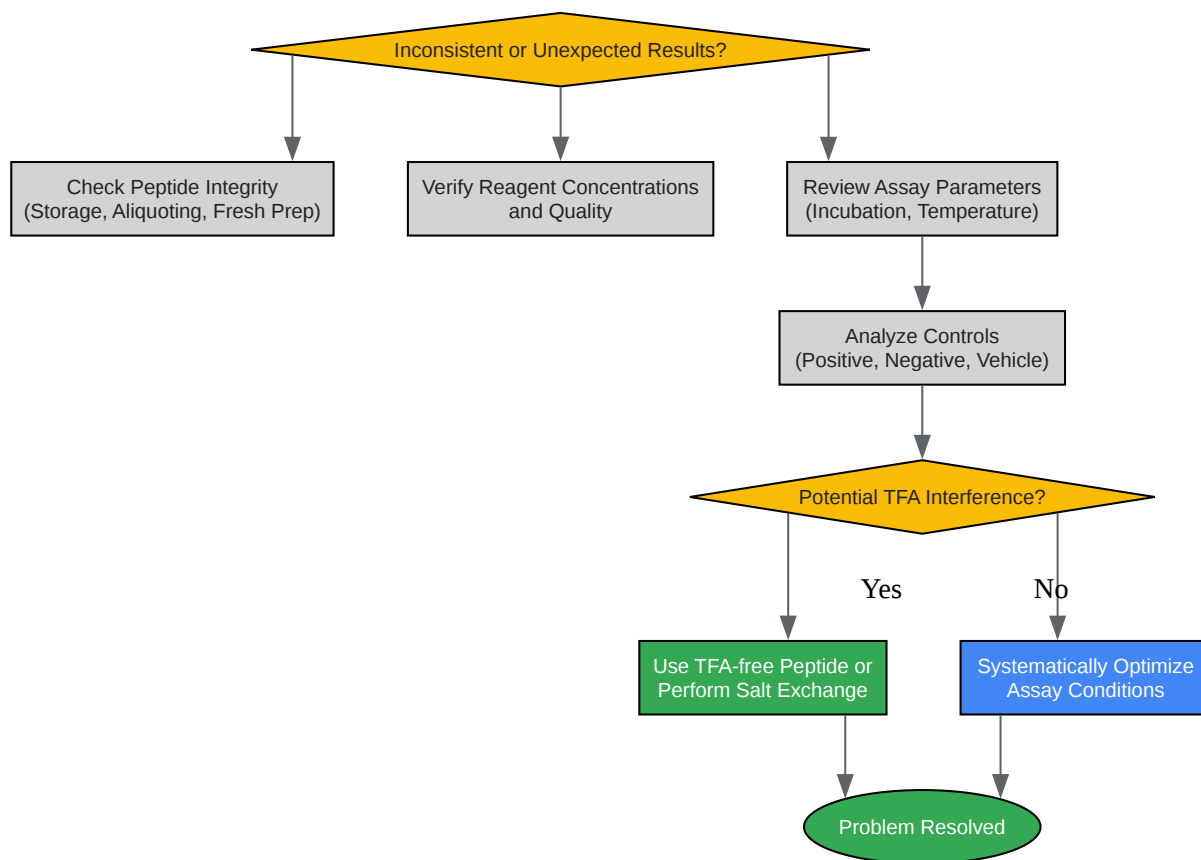 Inconsistent or Unexpected Results?
Check Peptide Integrity
(Storage, Aliquoting, Fresh Prep)
Verify Reagent Concentrations
and Quality
Review Assay Parameters
(Incubation, Temperature)
Analyze Controls
(Positive, Negative, Vehicle)
Potential TFA Interference?
Yes
No
Use TFA-free Peptide or
Perform Salt Exchange
Systematically Optimize
Assay Conditions
Problem Resolved